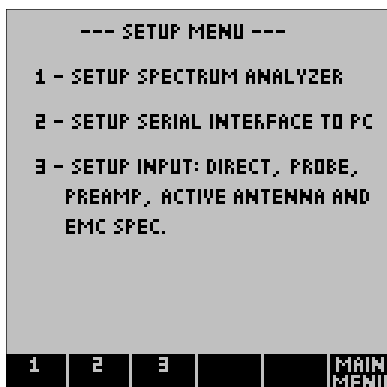 --- SETUP MENU ---
1 - SETUP SPECTRUM ANALYZER
2 - SETUP SERIAL INTERFACE TO PC
3 - SETUP INPUT: DIRECT, PROBE,
PREAMP, ACTIVE ANTENNA AND
EMC SPEC.
1 2 3 MAIN
MENU